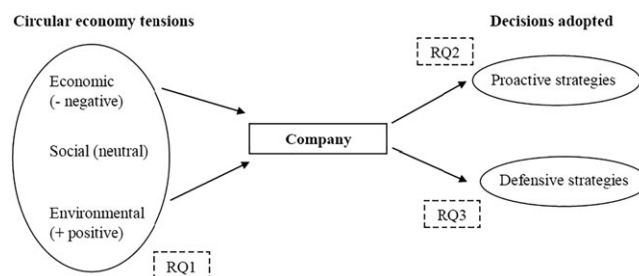 Circular economy tensions
Decisions adopted
Economic
(- negative)
Social (neutral)
Environmental
(+ positive)
RQ1
Company
RQ2
Proactive strategies
Defensive strategies
RQ3